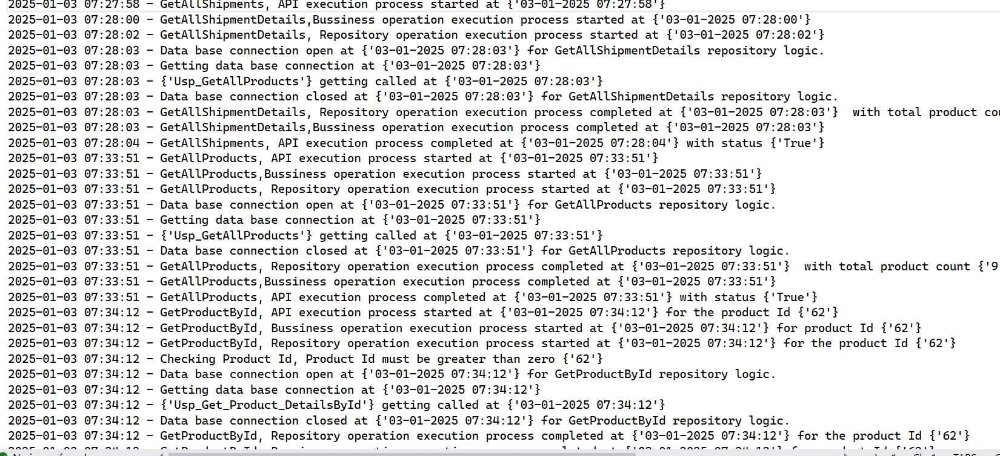 2025-01-03 07:27:58 - GetAllShipments, API execution process started at {'03-01-2025 07:27:58'}
2025-01-03 07:28:00 - GetAllShipmentDetails,Bussiness operation execution process started at {'03-01-2025 07:28:00'}
2025-01-03 07:28:02 - GetAllShipmentDetails, Repository operation execution process started at {'03-01-2025 07:28:02'}
2025-01-03 07:28:03 - Data base connection open at {'03-01-2025 07:28:03'} for GetAllShipmentDetails repository logic.
2025-01-03 07:28:03 - Getting data base connection at {'03-01-2025 07:28:03'}
2025-01-03 07:28:03 - {'Usp_GetAllProducts'} getting called at {'03-01-2025 07:28:03'}
2025-01-03 07:28:03 - Data base connection closed at {'03-01-2025 07:28:03'} for GetAllShipmentDetails repository logic.
2025-01-03 07:28:03 - GetAllShipmentDetails, Repository operation execution process completed at {'03-01-2025 07:28:03'}  with total product
2025-01-03 07:28:03 - GetAllShipmentDetails,Bussiness operation execution process completed at {'03-01-2025 07:28:03'}
2025-01-03 07:28:04 - GetAllShipments, API execution process completed at {'03-01-2025 07:28:04'} with status {'True'}
2025-01-03 07:33:51 - GetAllProducts, API execution process started at {'03-01-2025 07:33:51'}
2025-01-03 07:33:51 - GetAllProducts,Bussiness operation execution process started at {'03-01-2025 07:33:51'}
2025-01-03 07:33:51 - GetAllProducts, Repository operation execution process started at {'03-01-2025 07:33:51'}
2025-01-03 07:33:51 - Data base connection open at {'03-01-2025 07:33:51'} for GetAllProducts repository logic.
2025-01-03 07:33:51 - Getting data base connection at {'03-01-2025 07:33:51'}
2025-01-03 07:33:51 - {'Usp_GetAllProducts'} getting called at {'03-01-2025 07:33:51'}
2025-01-03 07:33:51 - Data base connection closed at {'03-01-2025 07:33:51'} for GetAllProducts repository logic.
2025-01-03 07:33:51 - GetAllProducts, Repository operation execution process completed at {'03-01-2025 07:33:51'}  with total product count {'9
2025-01-03 07:33:51 - GetAllProducts,Bussiness operation execution process completed at {'03-01-2025 07:33:51'}
2025-01-03 07:33:51 - GetAllProducts, API execution process completed at {'03-01-2025 07:33:51'} with status {'True'}
2025-01-03 07:34:12 - GetProductById, API execution process started at {'03-01-2025 07:34:12'} for the product Id {'62'}
2025-01-03 07:34:12 - GetProductById, Bussiness operation execution process started at {'03-01-2025 07:34:12'} for product Id {'62'}
2025-01-03 07:34:12 - GetProductById, Repository operation execution process started at {'03-01-2025 07:34:12'} for the product Id {'62'}
2025-01-03 07:34:12 - Checking Product Id, Product Id must be greater than zero {'62'}
2025-01-03 07:34:12 - Data base connection open at {'03-01-2025 07:34:12'} for GetProductById repository logic.
2025-01-03 07:34:12 - Getting data base connection at {'03-01-2025 07:34:12'}
2025-01-03 07:34:12 - {'Usp_Get_Product_DetailsById'} getting called at {'03-01-2025 07:34:12'}
2025-01-03 07:34:12 - Data base connection closed at {'03-01-2025 07:34:12'} for GetProductById repository logic.
2025-01-03 07:34:12 - GetProductById, Repository operation execution process completed at {'03-01-2025 07:34:12'} for the product Id {'62'}